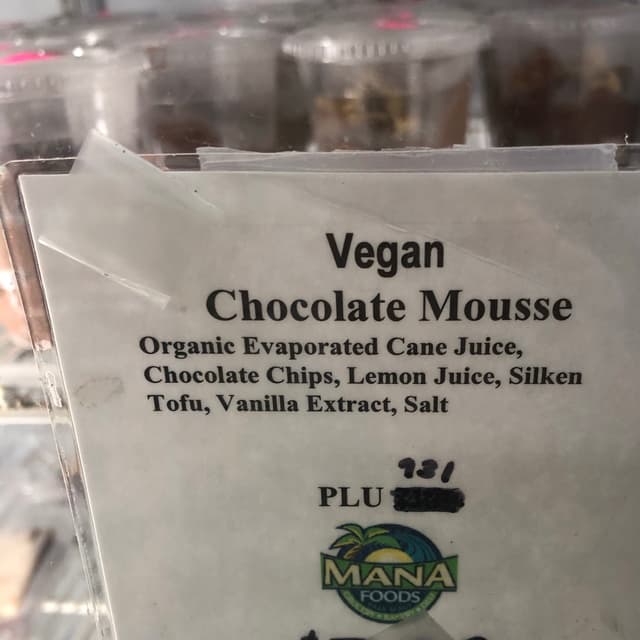 Vegan
Chocolate Mousse
Organic Evaporated Cane Juice,
Chocolate Chips, Lemon Juice, Silken
Tofu, Vanilla Extract, Salt
PLU 731
MANA
FOODS